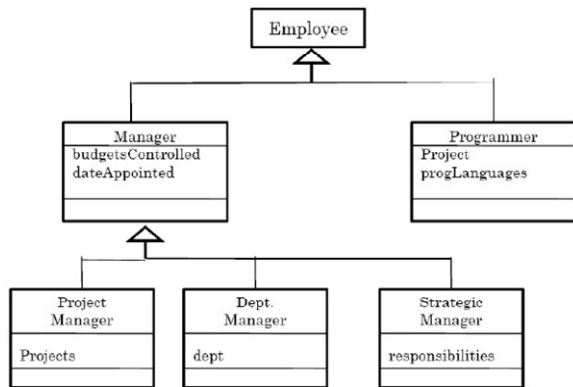 Employee
Manager
budgetsControlled
dateAppointed
Programmer
Project
progLanguages
Project
Manager
Projects
Dept.
Manager
dept
Strategic
Manager
responsibilities